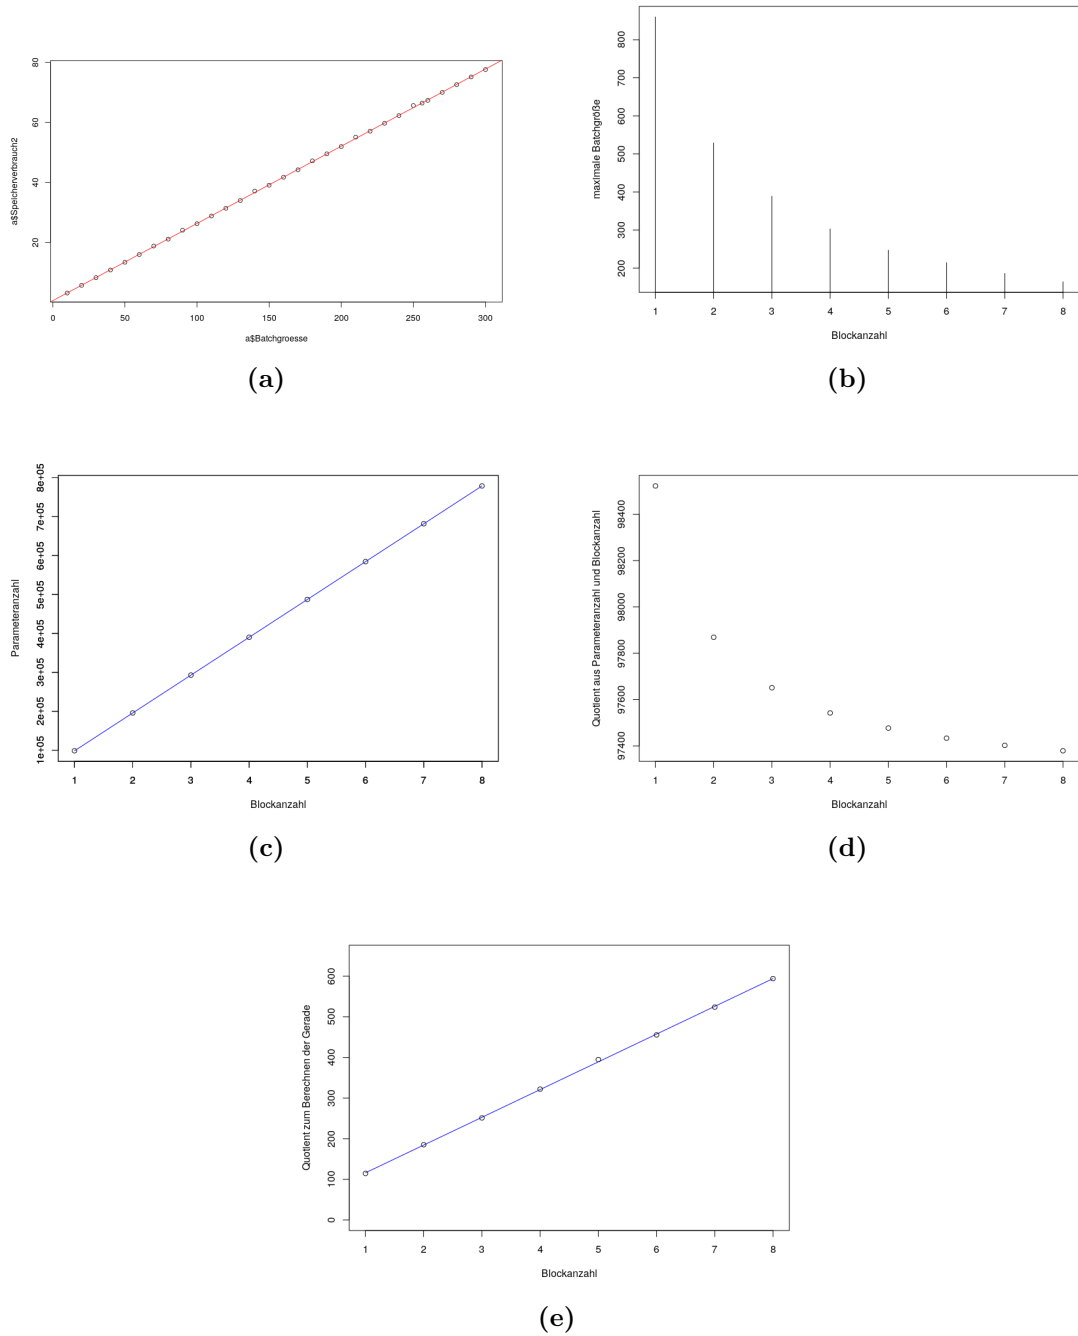 80
60
40
20
a$Speicherverbrauch2
0 50 100 150 200 250 300
a$Batchgroesse
(a)
800
700
600
500
400
300
200
maximale Batchgröße
1 2 3 4 5 6 7 8
Blockanzahl
(b)
8e+05
7e+05
6e+05
5e+05
4e+05
3e+05
2e+05
1e+05
Parameteranzahl
1 2 3 4 5 6 7 8
Blockanzahl
(c)
98400
98200
98000
97800
97600
97400
Quotient aus Parameteranzahl und Blockanzahl
1 2 3 4 5 6 7 8
Blockanzahl
(d)
600
500
400
300
200
100
0
Quotient zum Berechnen der Gerade
1 2 3 4 5 6 7 8
Blockanzahl
(e)